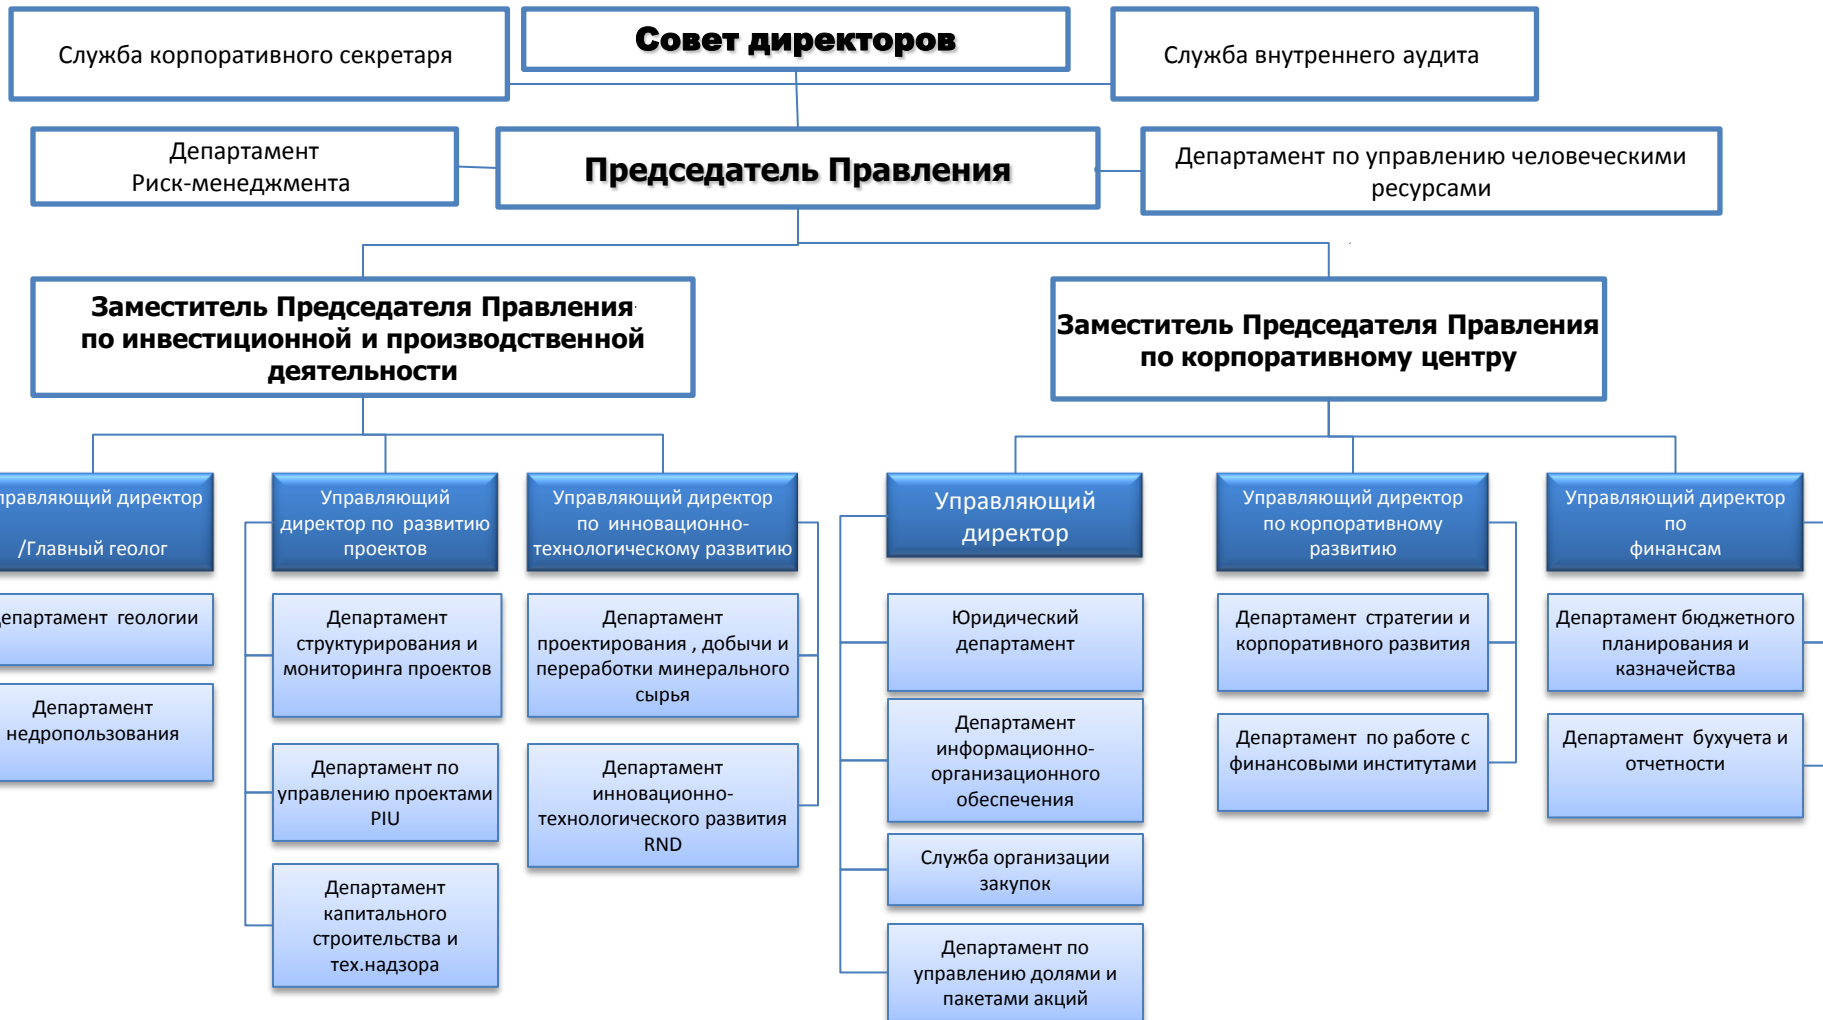 Служба корпоративного секретаря
Совет директоров
Служба внутреннего аудита
Департамент
Риск-менеджмента
Председатель Правления
Департамент по управлению человеческими
ресурсами
Заместитель Председателя Правления
по инвестиционной и производственной
деятельности
Заместитель Председателя Правления
по корпоративному центру
директор
/Главный геолог
геологии
Департамент
недропользования
Управляющий
директор по развитию
проектов
Департамент
структурирования и
мониторинга проектов
Департамент по
управлению проектами
PIU
Департамент
капитального
строительства и
тех.надзора
Управляющий директор
по инновационно-
технологическому развитию
Департамент
проектирования , добычи и
переработки минерального
сырья
Департамент
инновационно-
технологического развития
RND
Управляющий
директор
Юридический
департамент
Департамент
информационно-
организационного
обеспечения
Служба организации
закупок
Департамент по
управлению долями и
пакетами акций
Управляющий директор
по корпоративному
развитию
Департамент стратегии и
корпоративного развития
Департамент по работе с
финансовыми институтами
Управляющий директор
по
финансам
Департамент бюджетного
планирования и
казначейства
Департамент бухучета и
отчетности